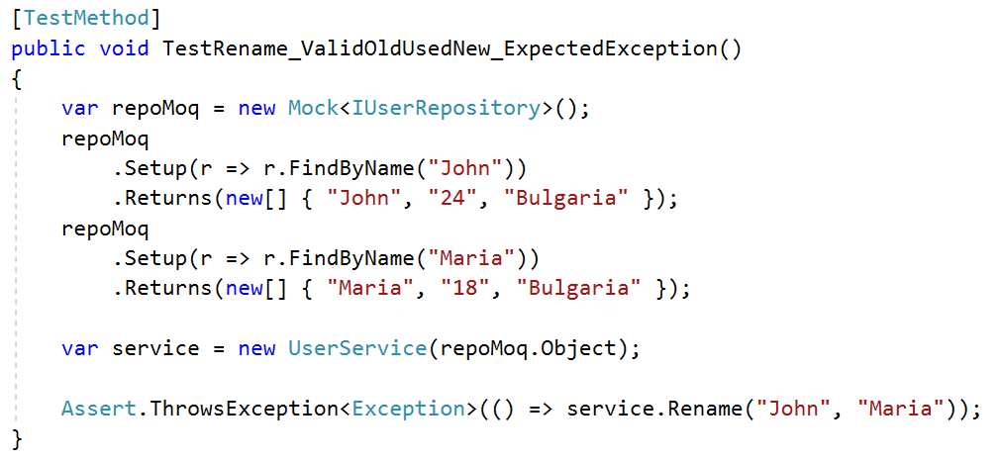 [TestMethod]
public void TestRename_ValidOldUsedNew_ExpectedException()
{
    var repoMoq = new Mock<IUserRepository>();
    repoMoq
        .Setup(r => r.FindByName("John"))
        .Returns(new[] { "John", "24", "Bulgaria" });
    repoMoq
        .Setup(r => r.FindByName("Maria"))
        .Returns(new[] { "Maria", "18", "Bulgaria" });

    var service = new UserService(repoMoq.Object);

    Assert.ThrowsException<Exception>(() => service.Rename("John", "Maria"));
}